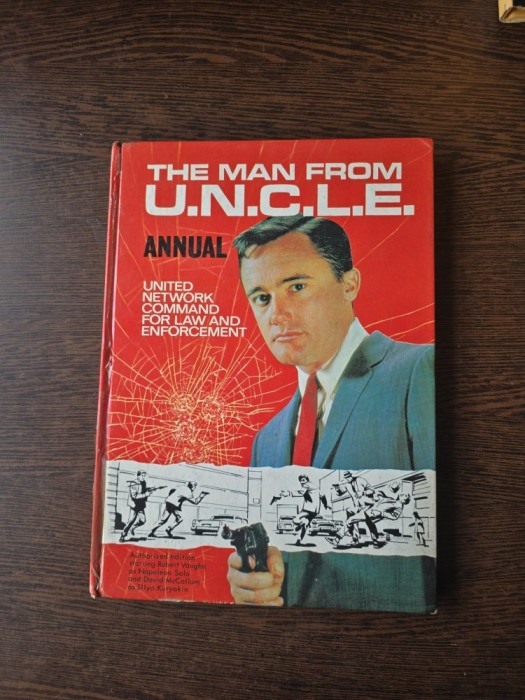 THE MAN FROM
U.N.C.L.E.
ANNUAL
UNITED
NETWORK
COMMAND
FOR LAW AND
ENFORCEMENT
Authorised edition
starring Robert Vaughn
as Napoleon Solo
and David McCallum
as Illya Kuryakin